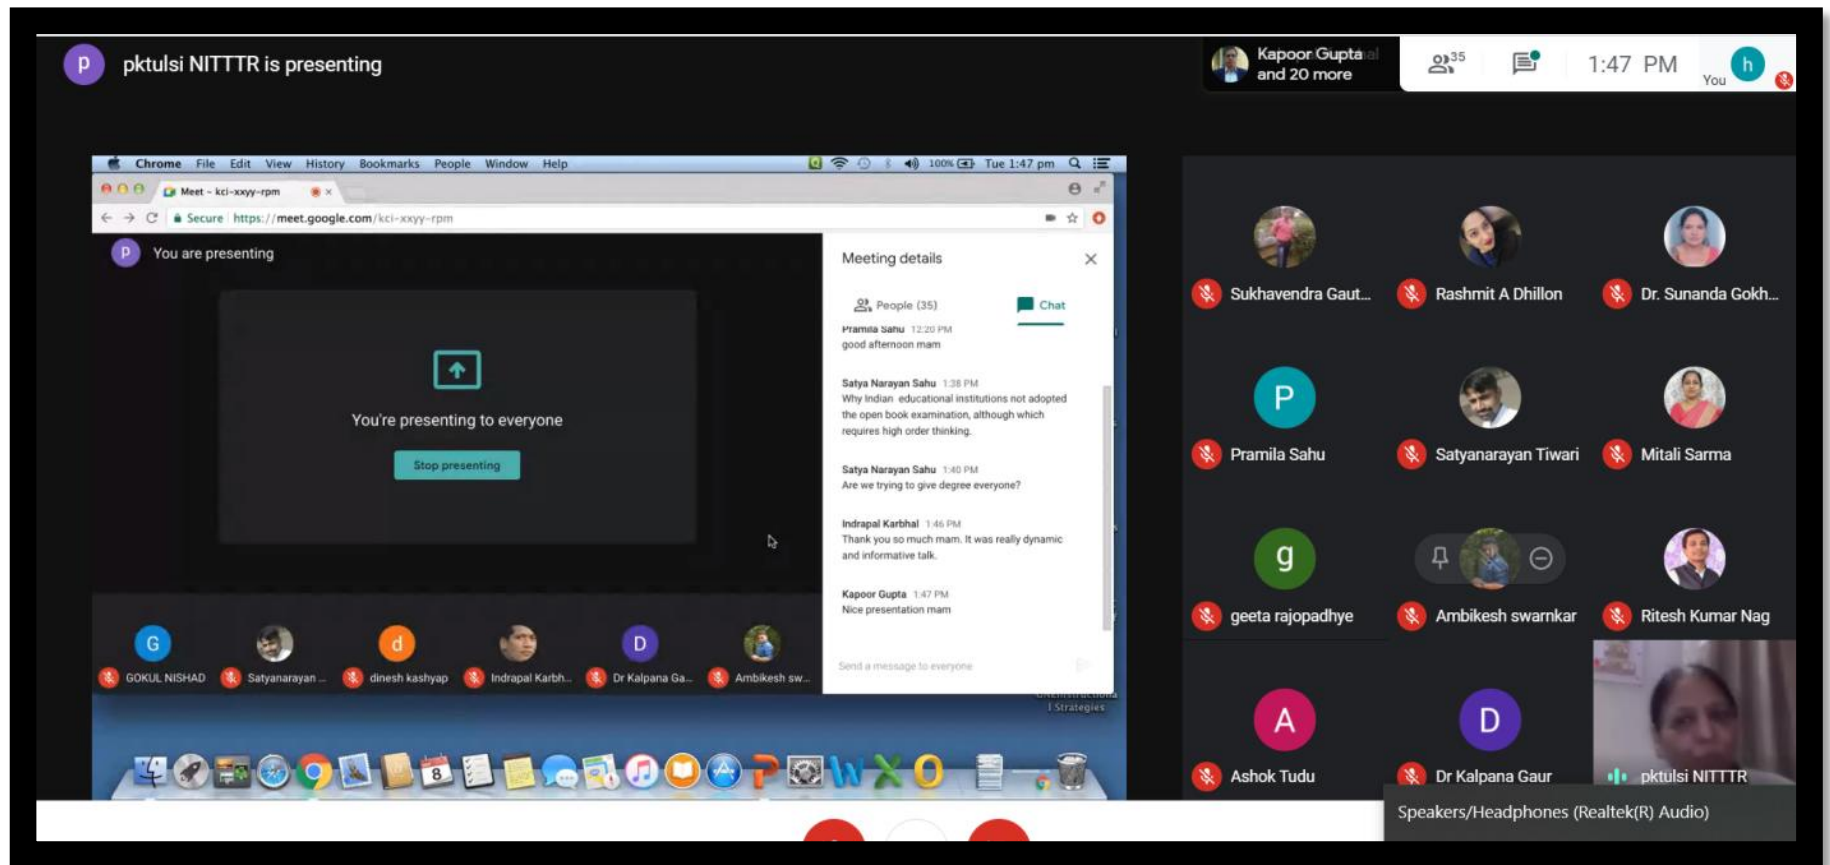 p pktulsi NITTTR is presenting
Kapoor Gupta
and 20 more
35
1:47 PM
You
h
Chrome File Edit View History Bookmarks People Window Help
100% Tue 1:47 pm
Meet - kci-xxyy-rpm
Secure https://meet.google.com/kci-xxyy-rpm
P You are presenting
You're presenting to everyone
Stop presenting
G
d
D
GOKUL NISHAD
Satyanarayan ...
dinesh kashyap
Indrapal Karbh...
Dr Kalpana Ga...
Ambikesh sw...
Meeting details
People (35)
Chat
Pramila Sahu 12:20 PM
good afternoon mam
Satya Narayan Sahu 1:38 PM
Why Indian educational institutions not adopted
the open book examination, although which
requires high order thinking.
Satya Narayan Sahu 1:40 PM
Are we trying to give degree everyone?
Indrapal Karbhal 1:46 PM
Thank you so much mam. It was really dynamic
and informative talk.
Kapoor Gupta 1:47 PM
Nice presentation mam
Send a message to everyone
l Strategies
8
Sukhavendra Gaut...
Rashmit A Dhillon
Dr. Sunanda Gokh...
P
Pramila Sahu
Satyanarayan Tiwari
Mitali Sarma
g
geeta rajopadhye
Ambikesh swarnkar
Ritesh Kumar Nag
A
D
Ashok Tudu
Dr Kalpana Gaur
pktulsi NITTTR
Speakers/Headphones (Realtek(R) Audio)